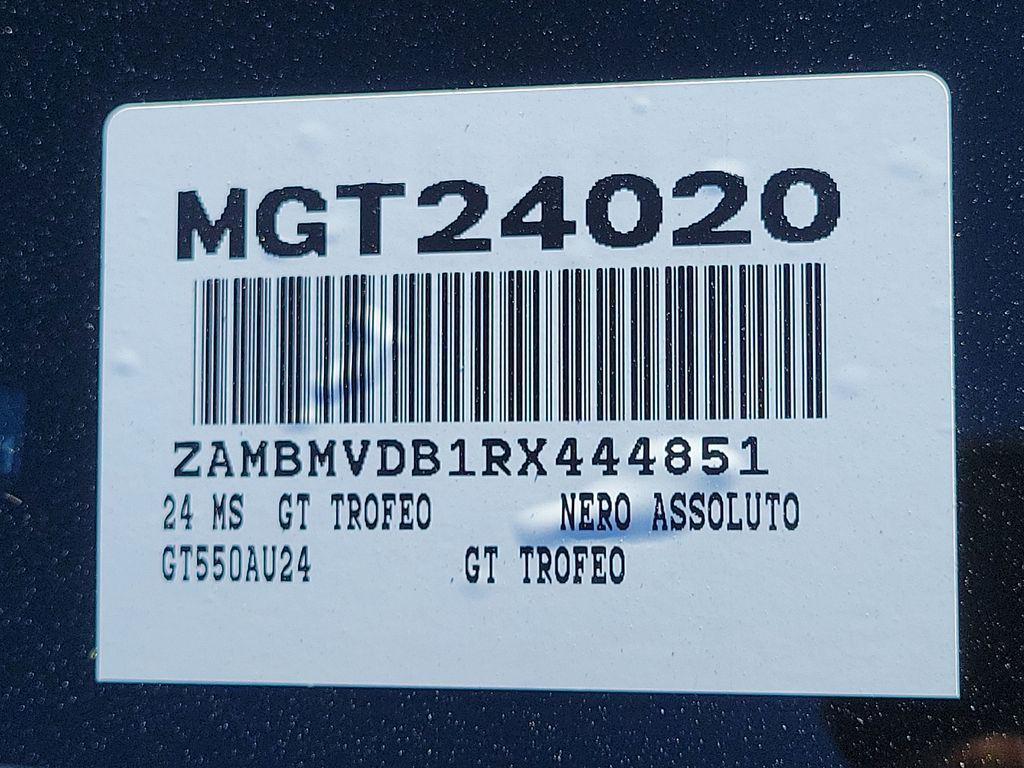 MGT24020
ZAMBMVDB1RX444851
24 MS GT TROFEO NERO ASSOLUTO
GT550AU24 GT TROFEO